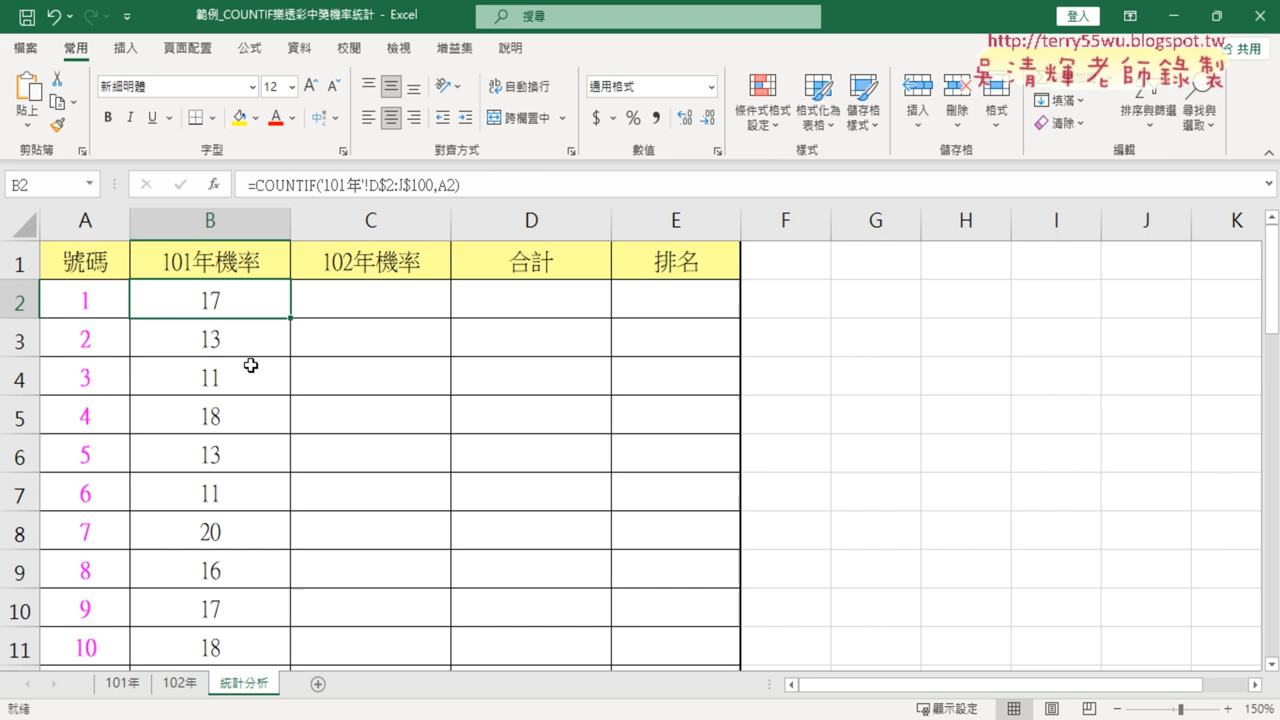 範例_COUNTIF樂透彩中獎機率統計 - Excel
搜尋
登入
http://terry55wu.blogspot.tw
吳清輝老師錄製
檔案 常用 插入 頁面配置 公式 資料 校閱 檢視 增益集 說明
共用
貼上
新細明體 12
B I U
自動換行
跨欄置中
通用格式
$ % ,
條件式格式設定
格式化為表格
儲存格樣式
插入 刪除 格式
填滿
清除
排序與篩選
尋找與選取
剪貼簿 字型 對齊方式 數值 樣式 儲存格 編輯
B2 fx =COUNTIF('101年'!D$2:J$100,A2)
A B C D E F G H I J K
1 號碼 101年機率 102年機率 合計 排名
2 1 17
3 2 13
4 3 11
5 4 18
6 5 13
7 6 11
8 7 20
9 8 16
10 9 17
11 10 18
101年 102年 統計分析
就緒 顯示設定 150%